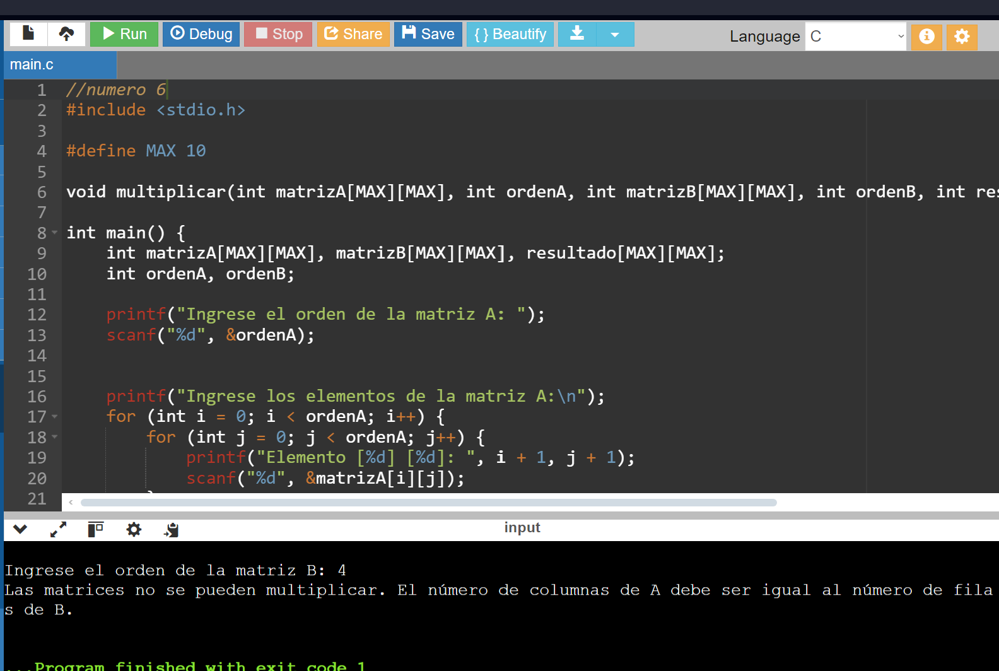 Run Debug Stop Share Save { } Beautify Language C
main.c
1 //numero 6
2 #include <stdio.h>
3
4 #define MAX 10
5
6 void multiplicar(int matrizA[MAX][MAX], int ordenA, int matrizB[MAX][MAX], int ordenB, int res
7
8 int main() {
9 int matrizA[MAX][MAX], matrizB[MAX][MAX], resultado[MAX][MAX];
10 int ordenA, ordenB;
11
12 printf("Ingrese el orden de la matriz A: ");
13 scanf("%d", &ordenA);
14
15
16 printf("Ingrese los elementos de la matriz A:\n");
17 for (int i = 0; i < ordenA; i++) {
18 for (int j = 0; j < ordenA; j++) {
19 printf("Elemento [%d] [%d]: ", i + 1, j + 1);
20 scanf("%d", &matrizA[i][j]);
21
input
Ingrese el orden de la matriz B: 4
Las matrices no se pueden multiplicar. El número de columnas de A debe ser igual al número de fila
s de B.
...Program finished with exit code 1